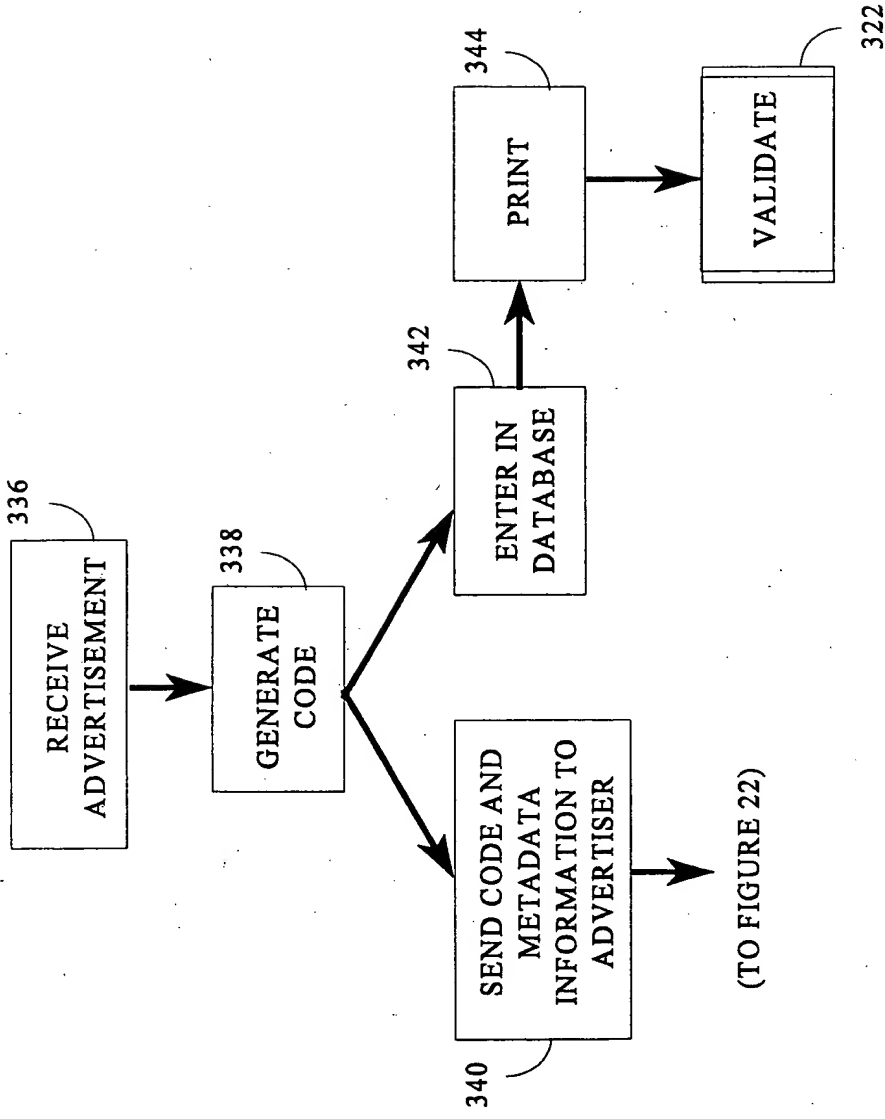 336
RECEIVE
ADVERTISEMENT
338
GENERATE
CODE
340
SEND CODE AND
METADATA
INFORMATION TO
ADVERTISER
(TO FIGURE 22)
342
ENTER IN
DATABASE
344
PRINT
VALIDATE
322